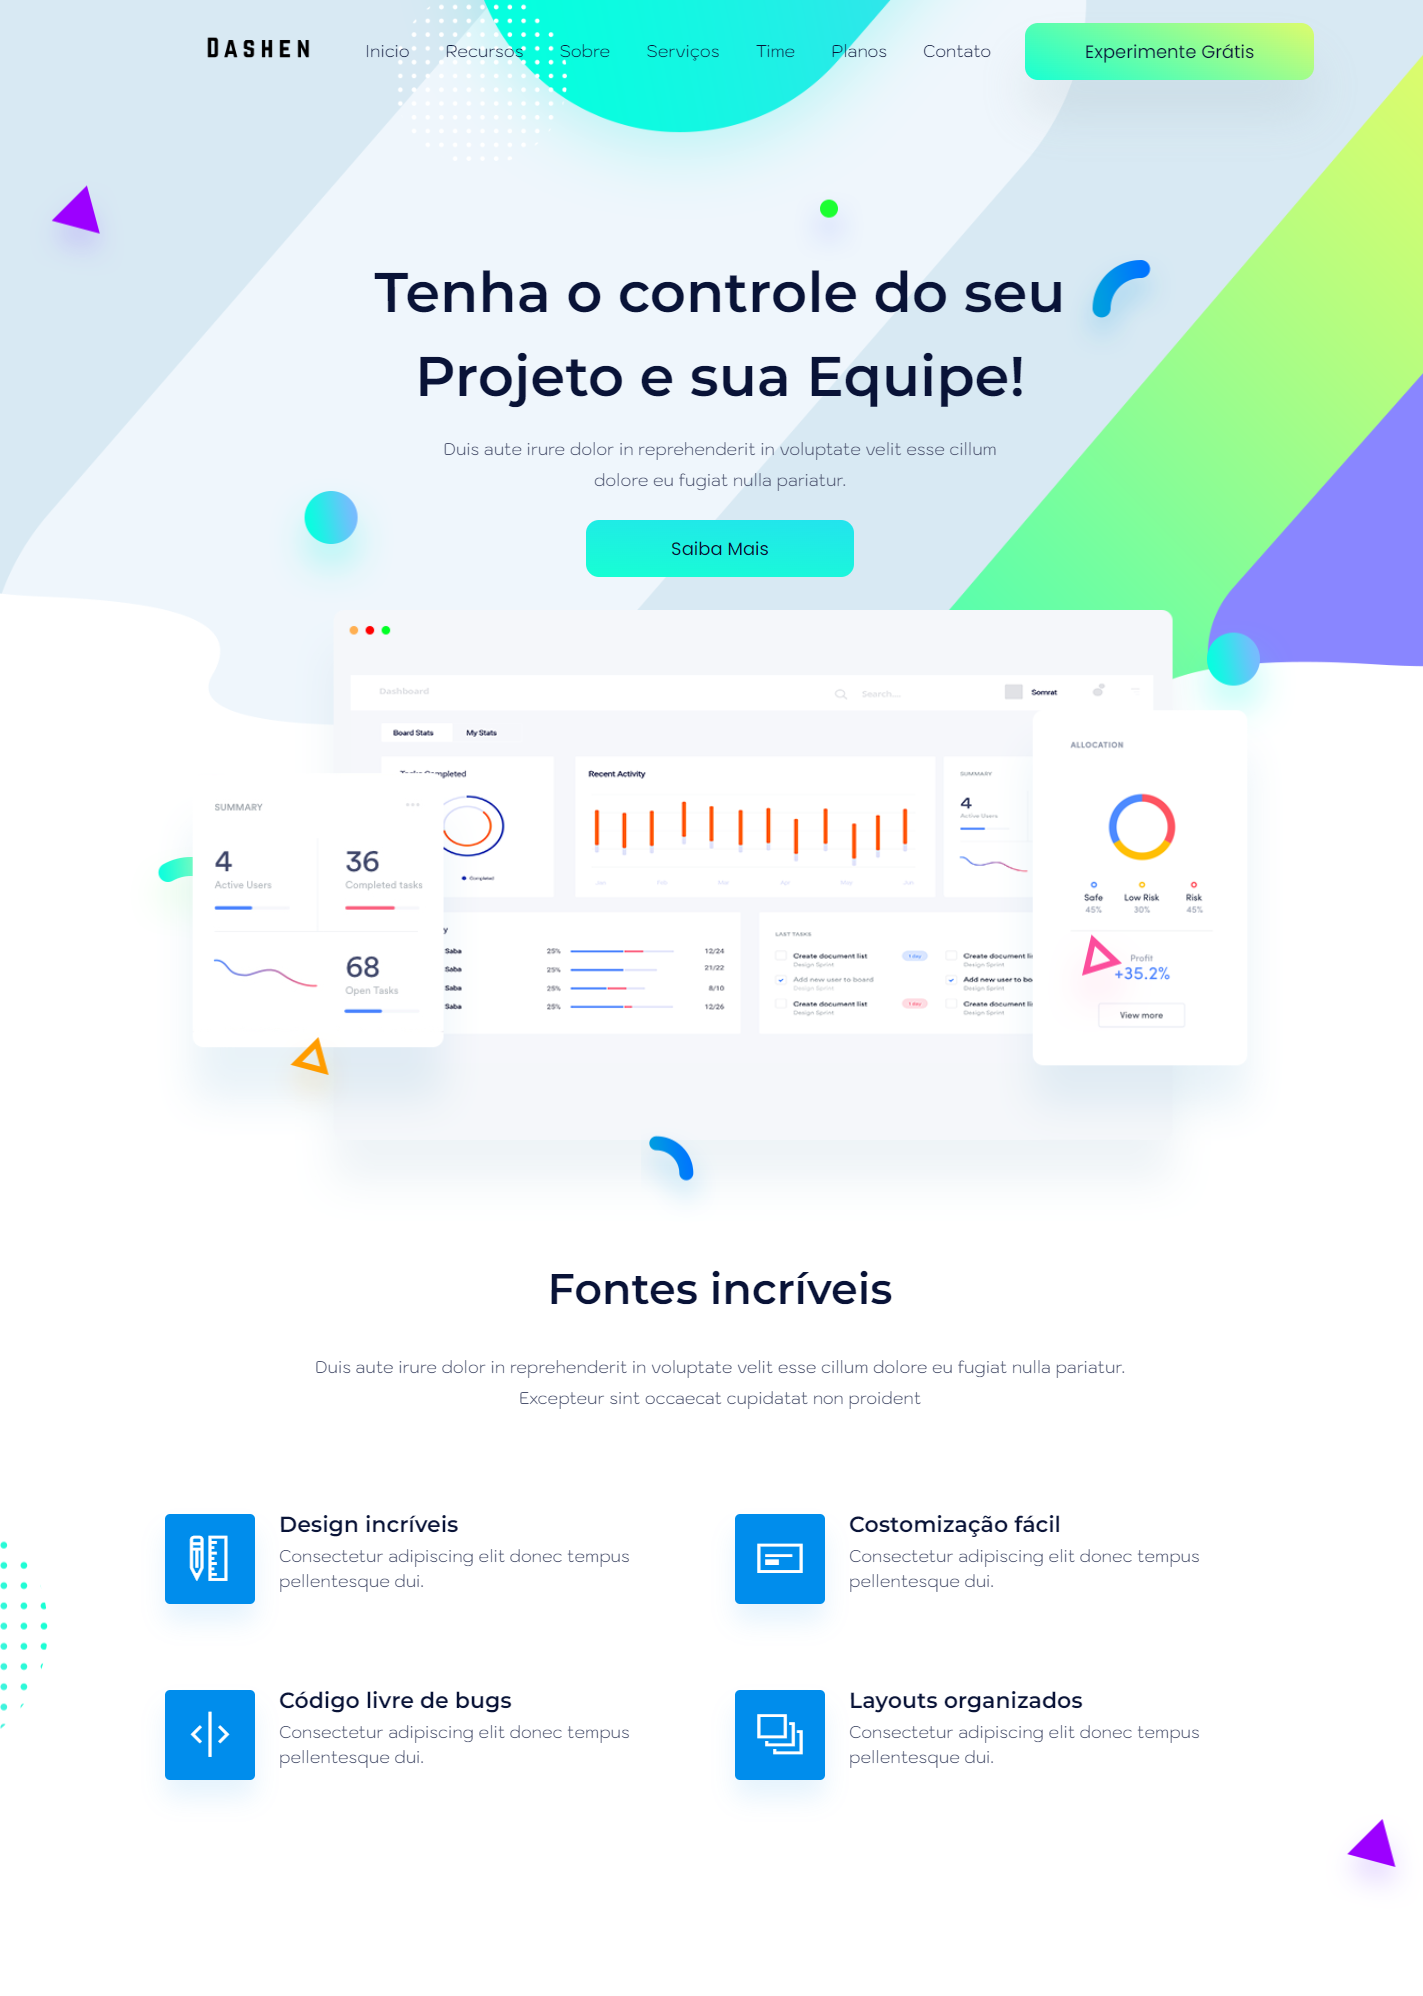 DASHEN
Inicio Recursos Sobre Serviços Time Planos Contato Experimente Grátis
Tenha o controle do seu
Projeto e sua Equipe!
Duis aute irure dolor in reprehenderit in voluptate velit esse cillum
dolore eu fugiat nulla pariatur.
Saiba Mais
Dashboard Search... Somrat
Board Stats My Stats
Tasks Completed
Completed
Recent Activity
Jan Feb Mar Apr May Jun
SUMMARY
4
Active Users
ALLOCATION
Safe Low Risk Risk
45% 30% 45%
Profit
+35.2%
View more
SUMMARY
4 36
Active Users Completed tasks
68
Open Tasks
Saba 25% 12/24
Saba 25% 21/22
Saba 25% 8/10
Saba 25% 12/26
LAST TASKS
Create document list 1 day Create document li
Design Sprint Design Sprint
Add new user to board Add new user to bo
Design Sprint Design Sprint
Create document list 1 day Create document li
Design Sprint Design Sprint
Fontes incríveis
Duis aute irure dolor in reprehenderit in voluptate velit esse cillum dolore eu fugiat nulla pariatur.
Excepteur sint occaecat cupidatat non proident
Design incríveis
Consectetur adipiscing elit donec tempus
pellentesque dui.
Costomização fácil
Consectetur adipiscing elit donec tempus
pellentesque dui.
Código livre de bugs
Consectetur adipiscing elit donec tempus
pellentesque dui.
Layouts organizados
Consectetur adipiscing elit donec tempus
pellentesque dui.